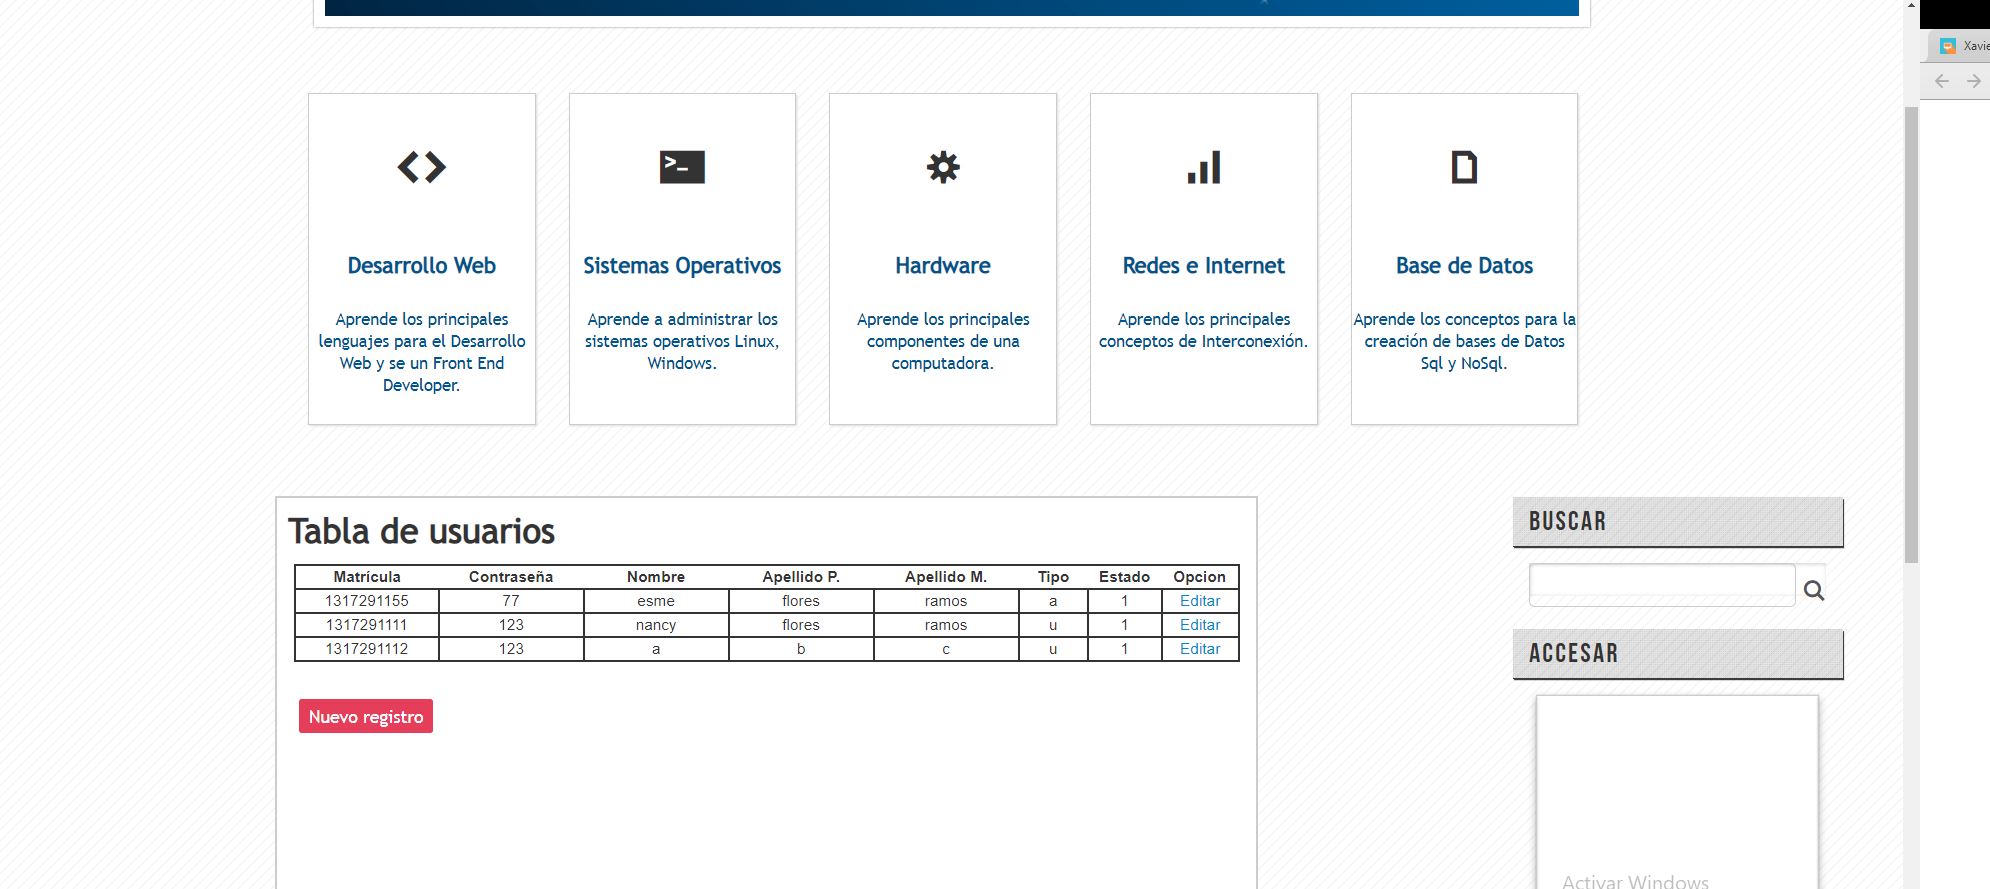 Xavie
Desarrollo Web
Aprende los principales
lenguajes para el Desarrollo
Web y se un Front End
Developer.
Sistemas Operativos
Aprende a administrar los
sistemas operativos Linux,
Windows.
Hardware
Aprende los principales
componentes de una
computadora.
Redes e Internet
Aprende los principales
conceptos de Interconexión.
Base de Datos
Aprende los conceptos para la
creación de bases de Datos
Sql y NoSql.
Tabla de usuarios
Matrícula Contraseña Nombre Apellido P. Apellido M. Tipo Estado Opcion
1317291155 77 esme flores ramos a 1 Editar
1317291111 123 nancy flores ramos u 1 Editar
1317291112 123 a b c u 1 Editar
Nuevo registro
BUSCAR
ACCESAR
Activar Windows